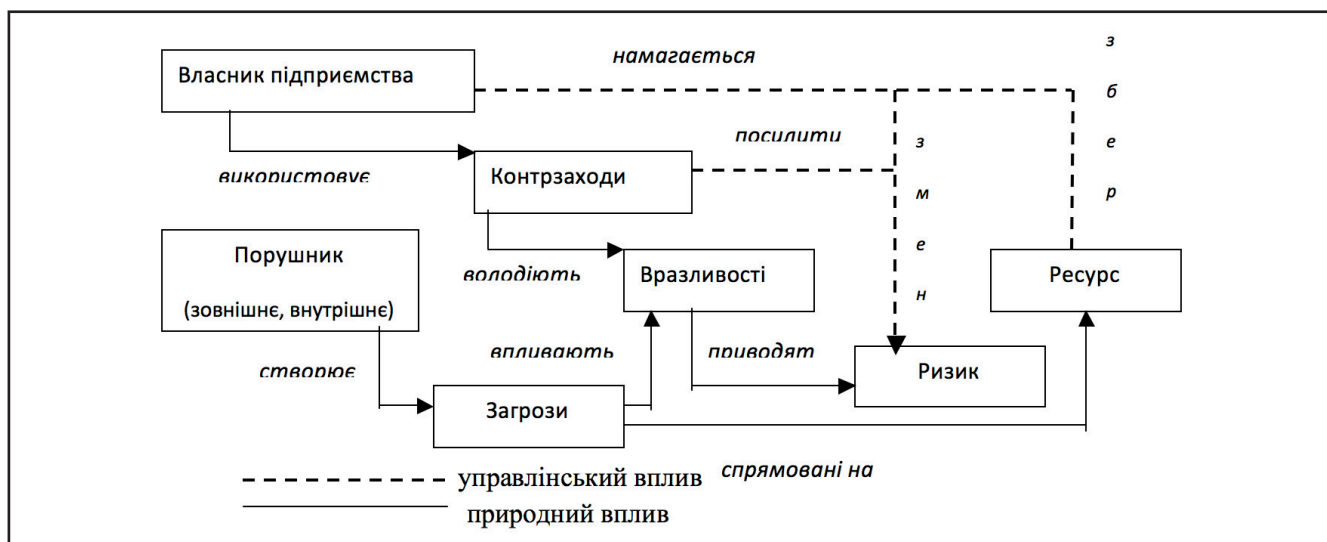 намагається
Власник підприємства
з
б
е
р
посилити
з
м
е
н
використовує
Контрзаходи
Порушник
(зовнішнє, внутрішнє)
володіють
Вразливості
Ресурс
створює
впливають
приводят
Ризик
Загрози
спрямовані на
управлінський вплив
природний вплив